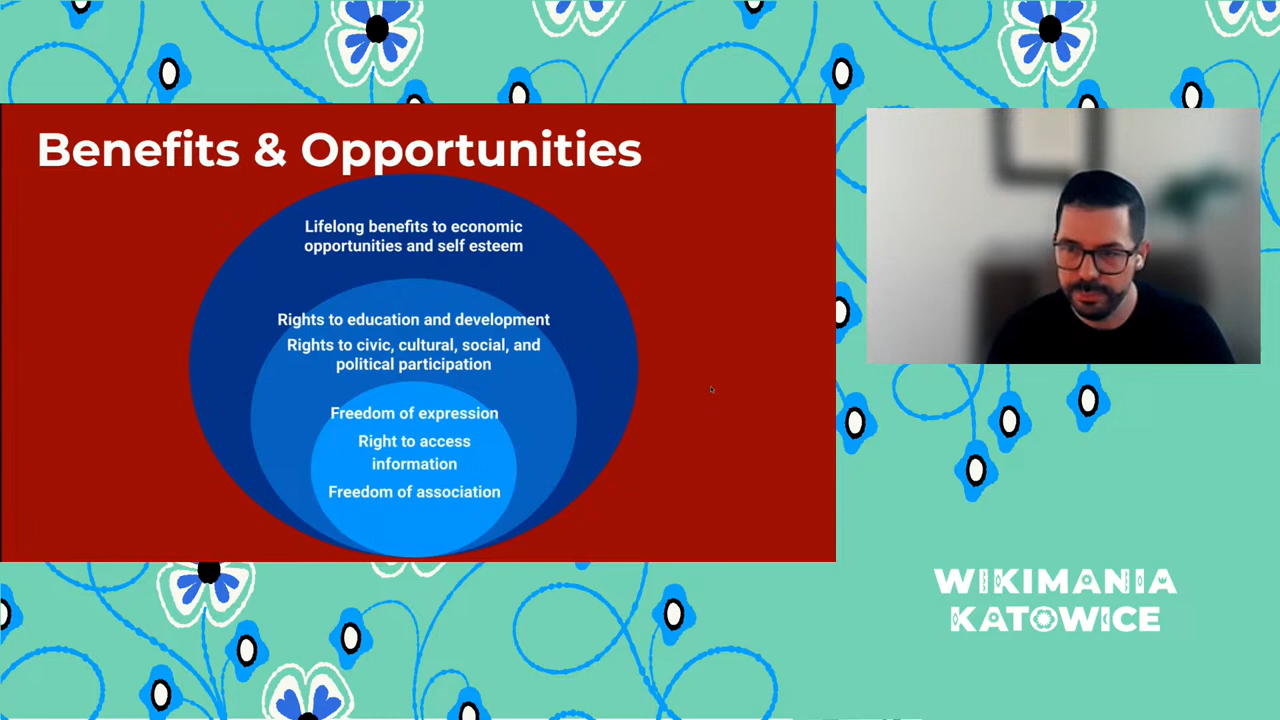 Benefits & Opportunities
Lifelong benefits to economic
opportunities and self esteem
Rights to education and development
Rights to civic, cultural, social, and
political participation
Freedom of expression
Right to access
information
Freedom of association
WIKIMANIA
KATOWICE